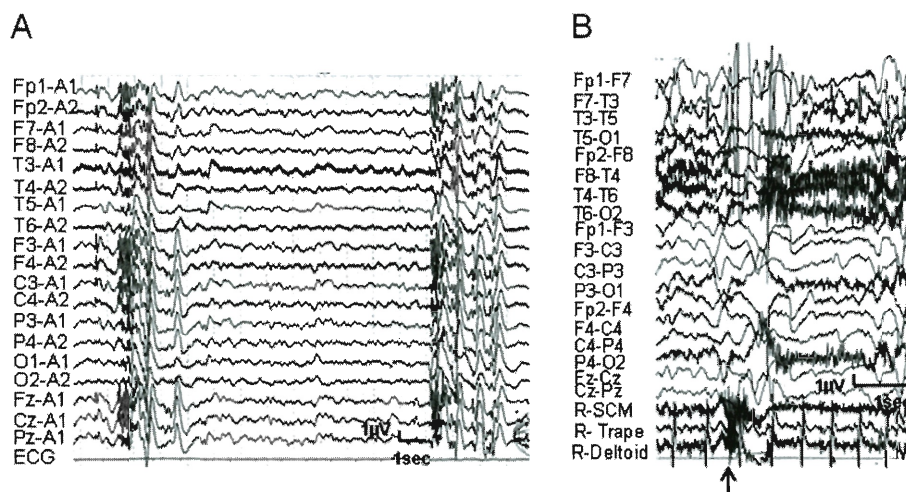 A
Fp1-A1
Fp2-A2
F7-A1
F8-A2
T3-A1
T4-A2
T5-A1
T6-A2
F3-A1
F4-A2
C3-A1
C4-A2
P3-A1
P4-A2
O1-A1
O2-A2
Fz-A1
Cz-A1
Pz-A1
ECG
1µV
1sec
B
Fp1-F7
F7-T3
T3-T5
T5-O1
Fp2-F8
F8-T4
T4-T6
T6-O2
Fp1-F3
F3-C3
C3-P3
P3-O1
Fp2-F4
F4-C4
C4-P4
P4-O2
Fz-Cz
Cz-Pz
R-SCM
R- Trape
R-Deltoid
1µV
1sec